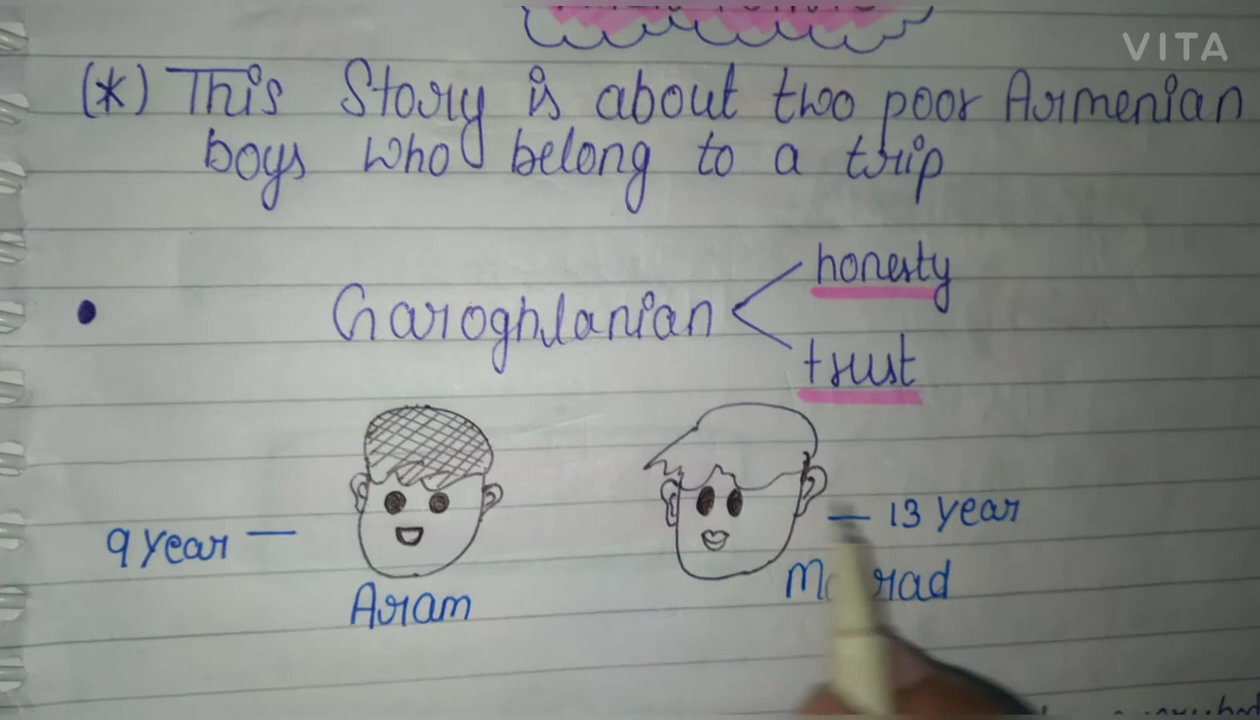 VITA
(*) This Story is about two poor Armenian
boys who belong to a trip
• Garoghlanian
honesty
trust
9 year —
— 13 year
Aram